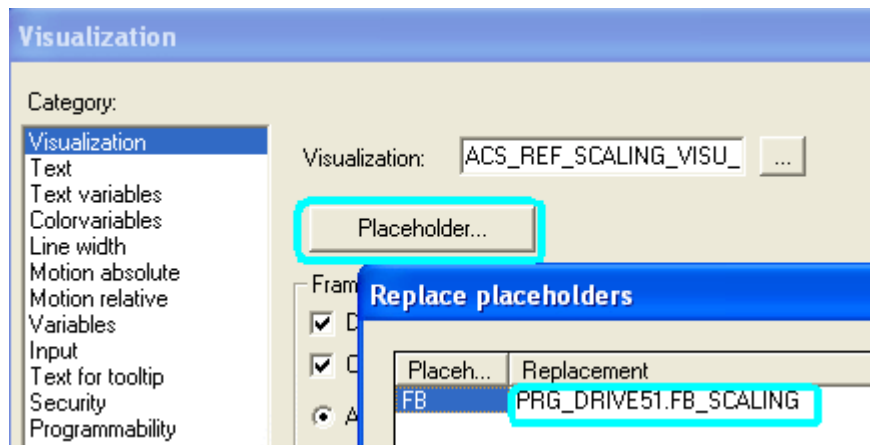 Visualization
Category:
Visualization
Text
Text variables
Colorvariables
Line width
Motion absolute
Motion relative
Variables
Input
Text for tooltip
Security
Programmability
Visualization: ACS_REF_SCALING_VISU_ ...
Placeholder...
Fram
D
C
A
Replace placeholders
Placeh... Replacement
FB PRG_DRIVE51.FB_SCALING